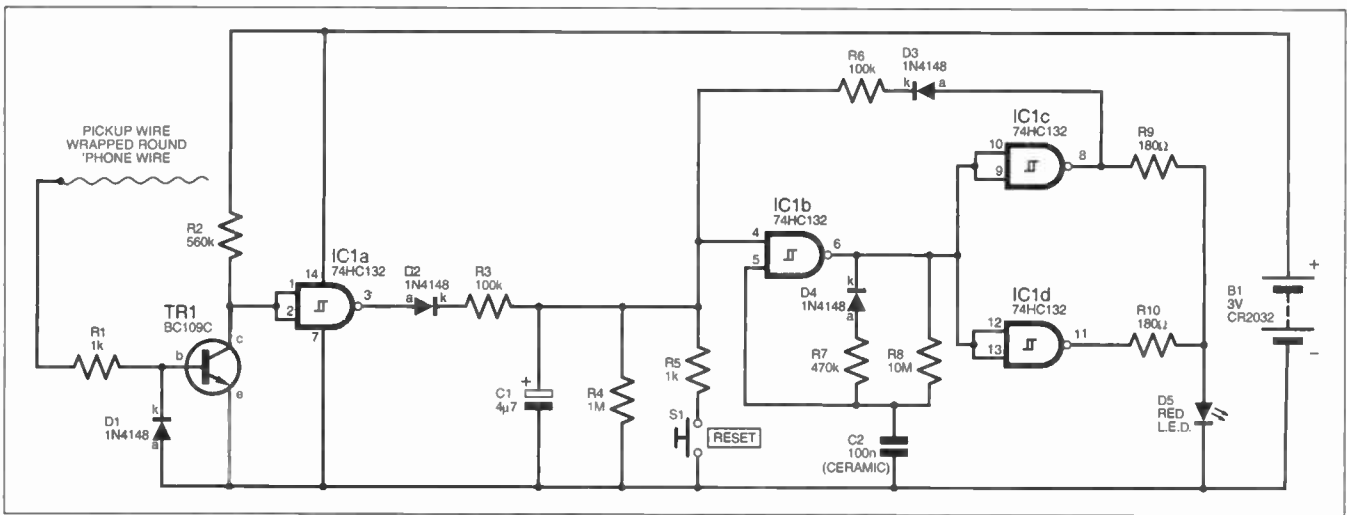 PICKUP WIRE
WRAPPED ROUND
'PHONE WIRE
R1
1k
D1
1N4148
k
a
R2
560k
TR1
BC109C
b
c
e
IC1a
74HC132
1
2
14
7
3
D2
1N4148
a
k
R3
100k
C1
4µ7
+
R4
1M
R5
1k
S1
RESET
R6
100k
D3
1N4148
k
a
IC1b
74HC132
4
5
6
D4
1N4148
k
a
R7
470k
R8
10M
C2
100n
(CERAMIC)
IC1c
74HC132
10
9
8
IC1d
74HC132
12
13
11
R9
180Ω
R10
180Ω
D5
RED
L.E.D.
B1
3V
CR2032
+
−